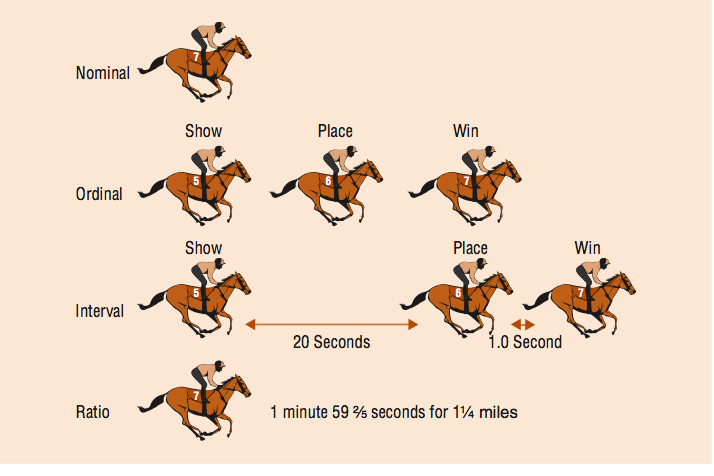 7
Nominal
Show Place Win
5 6 7
Ordinal
Show Place Win
5 6 7
Interval
20 Seconds 1.0 Second
7
Ratio 1 minute 59 ⅖ seconds for 1¼ miles